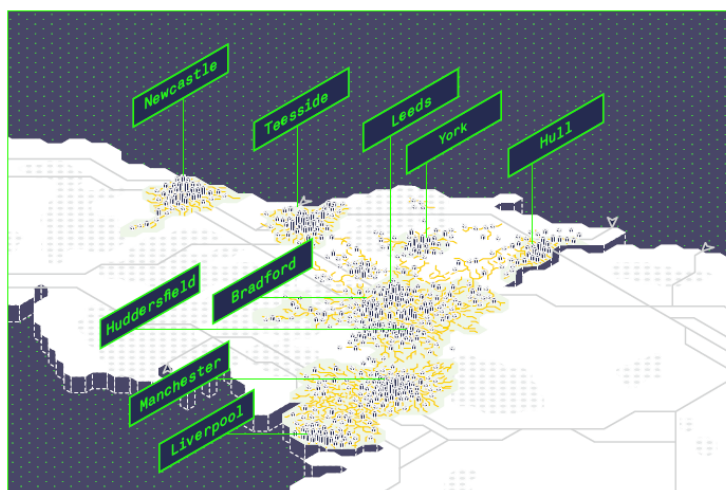 Newcastle
Teesside
Leeds
York
Hull
Bradford
Huddersfield
Manchester
Liverpool